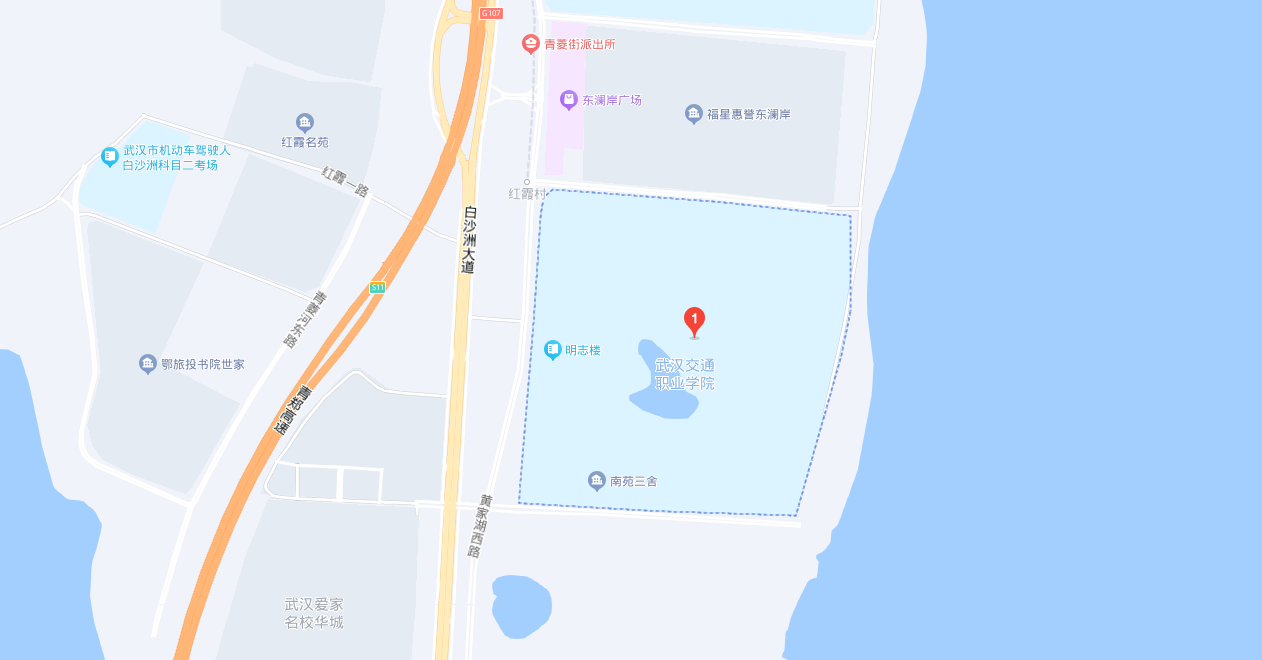 G107
青菱街派出所
东澜岸广场
福星惠誉东澜岸
红霞名苑
武汉市机动车驾驶人
白沙洲科目二考场
红霞一路
红霞村
白沙洲大道
S11
青菱河东路
1
明志楼
武汉交通
职业学院
鄂旅投书院世家
青郑高速
南苑三舍
黄家湖西路
武汉爱家
名校华城